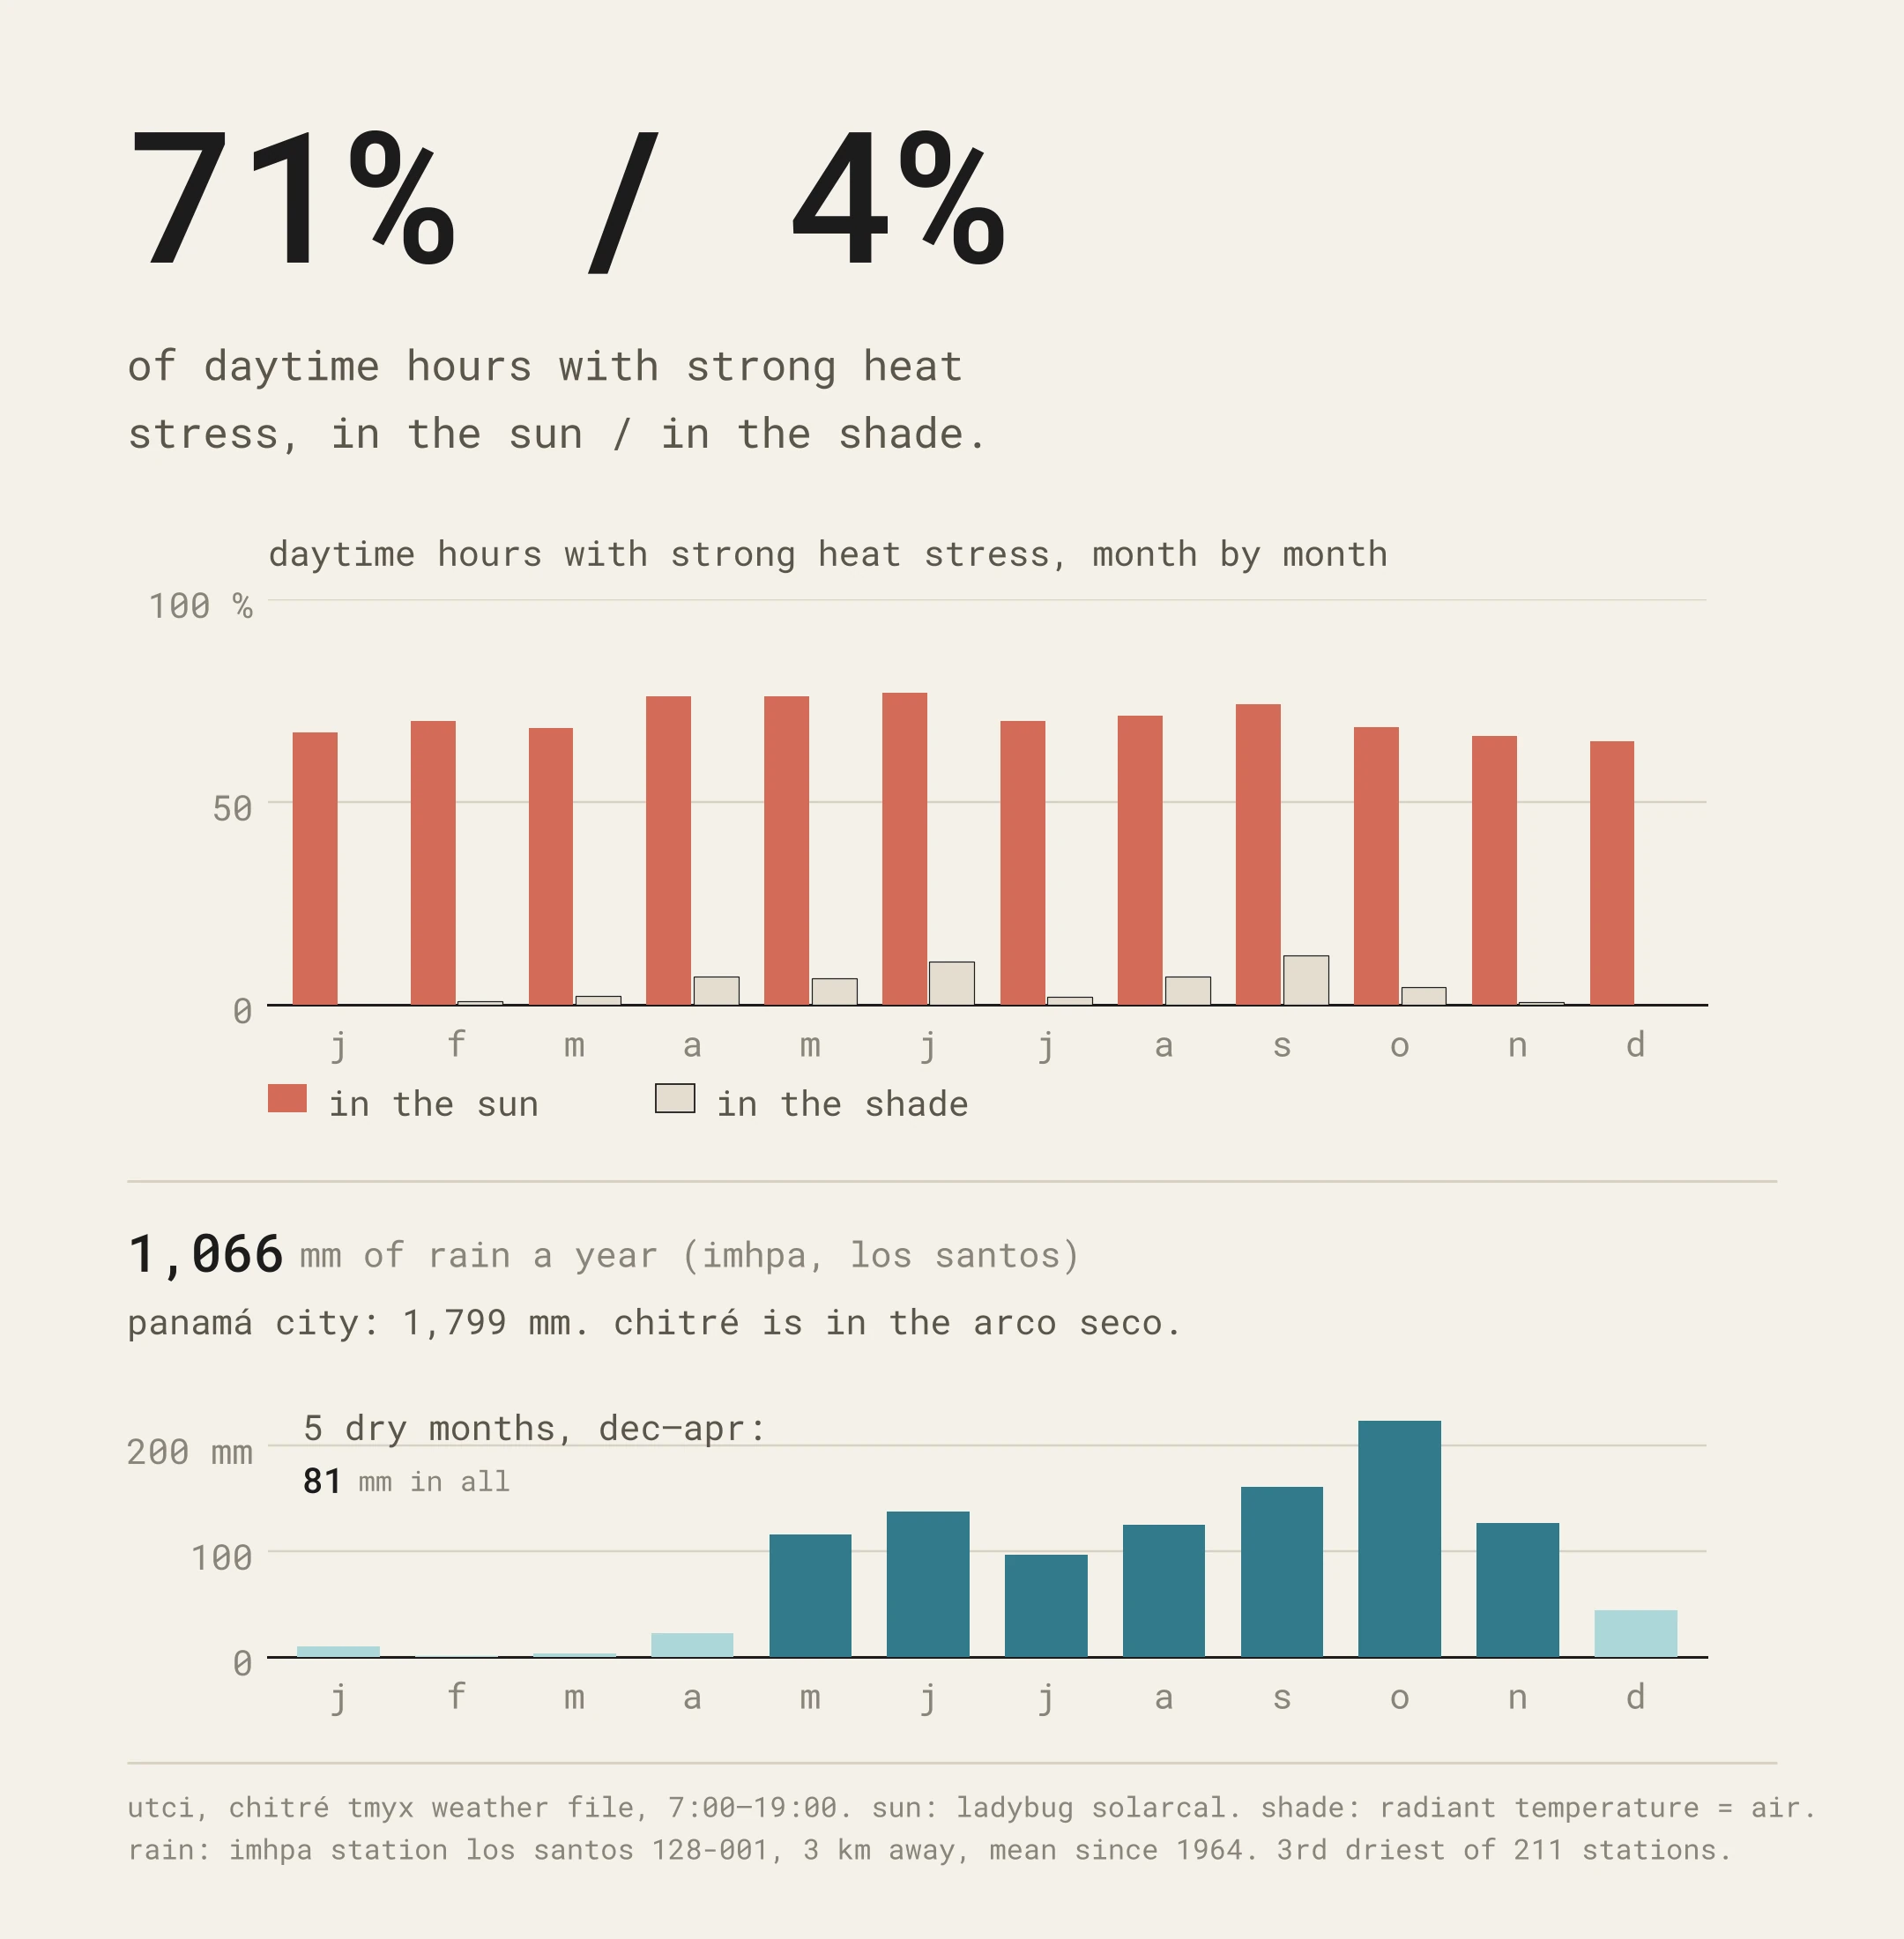 71% / 4%
of daytime hours with strong heat
stress, in the sun / in the shade.
daytime hours with strong heat stress, month by month
100 %
50
0
j f m a m j j a s o n d
in the sun in the shade
1,066 mm of rain a year (imhpa, los santos)
panamá city: 1,799 mm. chitré is in the arco seco.
5 dry months, dec–apr:
200 mm
81 mm in all
100
0
j f m a m j j a s o n d
utci, chitré tmyx weather file, 7:00–19:00. sun: ladybug solarcal. shade: radiant temperature = air.
rain: imhpa station los santos 128-001, 3 km away, mean since 1964. 3rd driest of 211 stations.